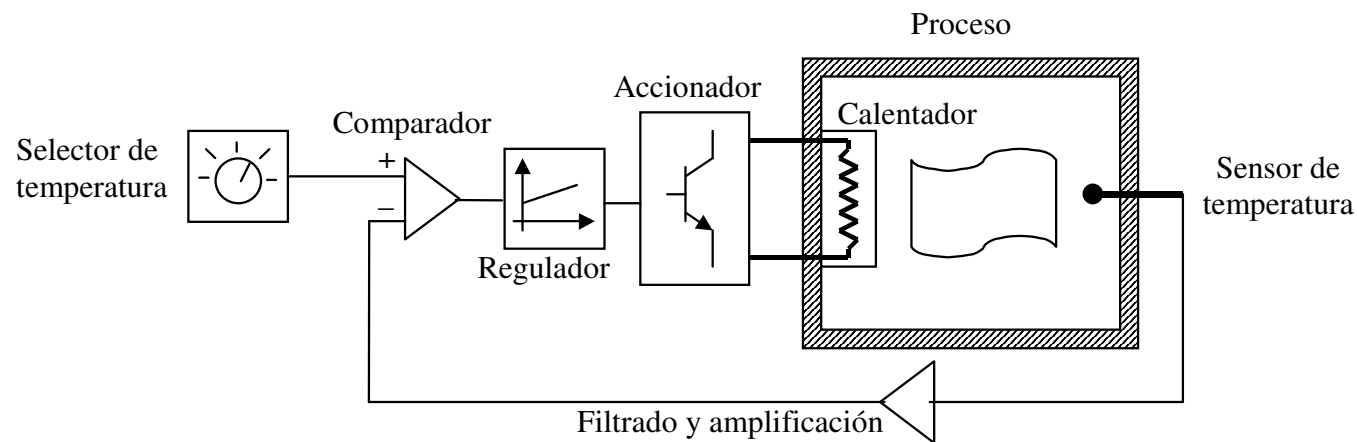 Proceso
Accionador
Calentador
Comparador
Selector de
temperatura
+
−
Sensor de
temperatura
Regulador
Filtrado y amplificación